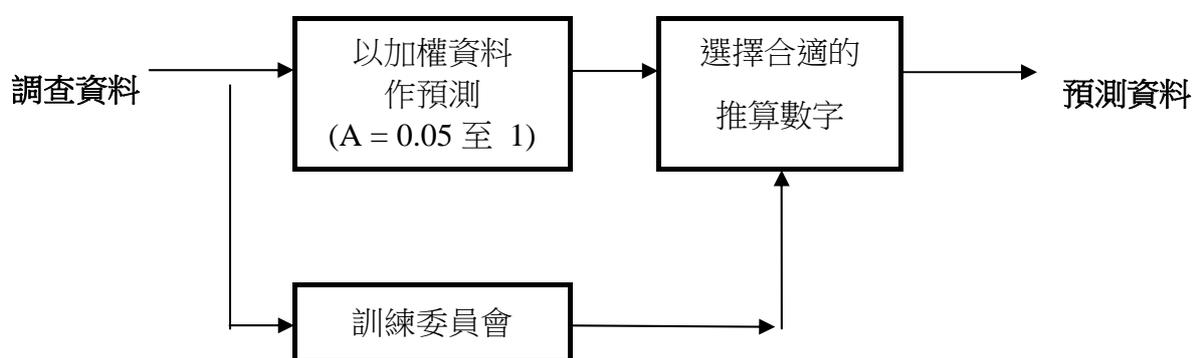 調查資料
以加權資料
作預測
(A = 0.05 至 1)
選擇合適的
推算數字
預測資料
訓練委員會